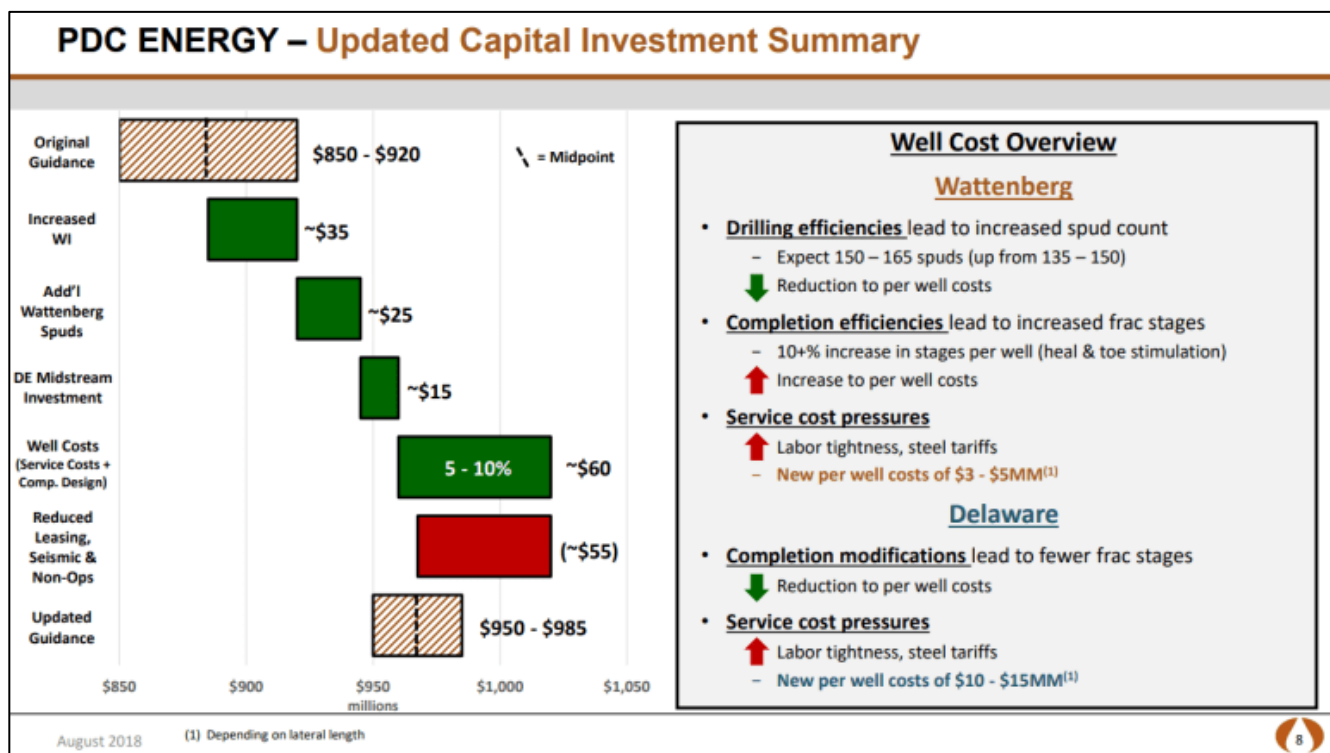 PDC ENERGY – Updated Capital Investment Summary
Original
Guidance
$850 - $920
= Midpoint
Increased
WI
~$35
Add'l
Wattenberg
Spuds
~$25
DE Midstream
Investment
~$15
Well Costs
(Service Costs +
Comp. Design)
5 - 10%
~$60
Reduced
Leasing,
Seismic &
Non-Ops
(~$55)
Updated
Guidance
$950 - $985
$850 $900 $950 $1,000 $1,050
millions
Well Cost Overview
Wattenberg
• Drilling efficiencies lead to increased spud count
– Expect 150 – 165 spuds (up from 135 – 150)
Reduction to per well costs
• Completion efficiencies lead to increased frac stages
– 10+% increase in stages per well (heal & toe stimulation)
Increase to per well costs
• Service cost pressures
Labor tightness, steel tariffs
– New per well costs of $3 - $5MM(1)
Delaware
• Completion modifications lead to fewer frac stages
Reduction to per well costs
• Service cost pressures
Labor tightness, steel tariffs
– New per well costs of $10 - $15MM(1)
August 2018
(1) Depending on lateral length
8